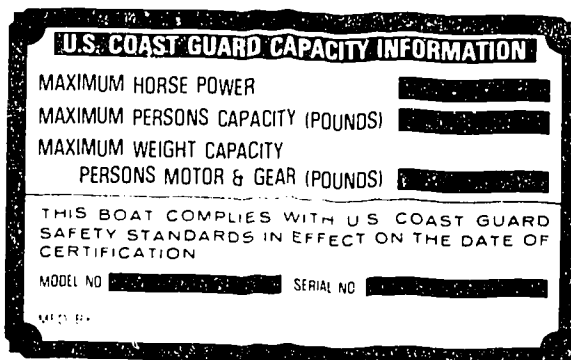 U.S. COAST GUARD CAPACITY INFORMATION
MAXIMUM HORSE POWER
MAXIMUM PERSONS CAPACITY (POUNDS)
MAXIMUM WEIGHT CAPACITY
PERSONS MOTOR & GEAR (POUNDS)
THIS BOAT COMPLIES WITH U S COAST GUARD
SAFETY STANDARDS IN EFFECT ON THE DATE OF
CERTIFICATION
MODEL NO SERIAL NO